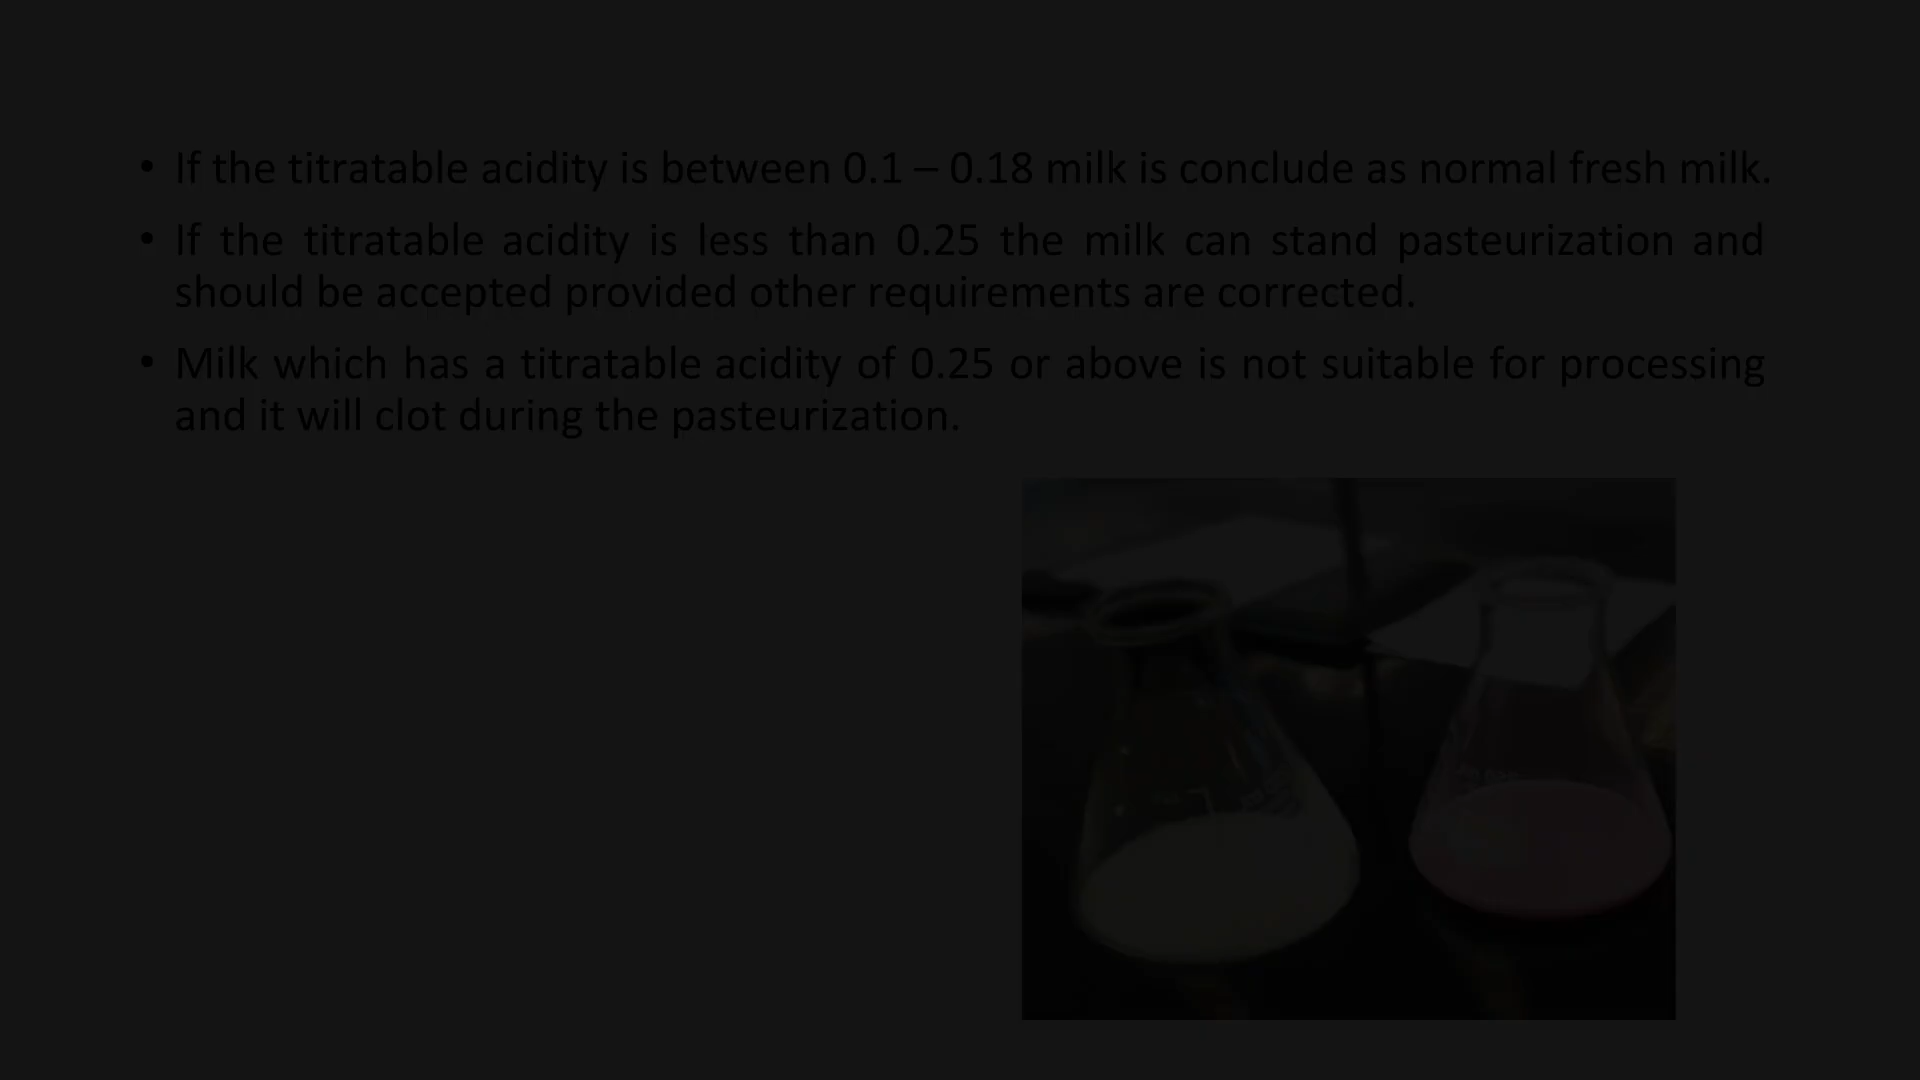 • If the titratable acidity is between 0.1 – 0.18 milk is conclude as normal fresh milk.
• If the titratable acidity is less than 0.25 the milk can stand pasteurization and
should be accepted provided other requirements are corrected.
• Milk which has a titratable acidity of 0.25 or above is not suitable for processing
and it will clot during the pasteurization.